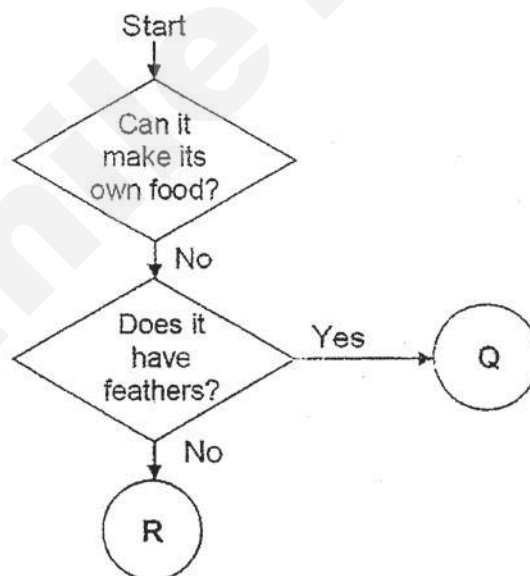 Start
Can it
make its
own food?
No
Does it
have
feathers?
Yes
Q
No
R